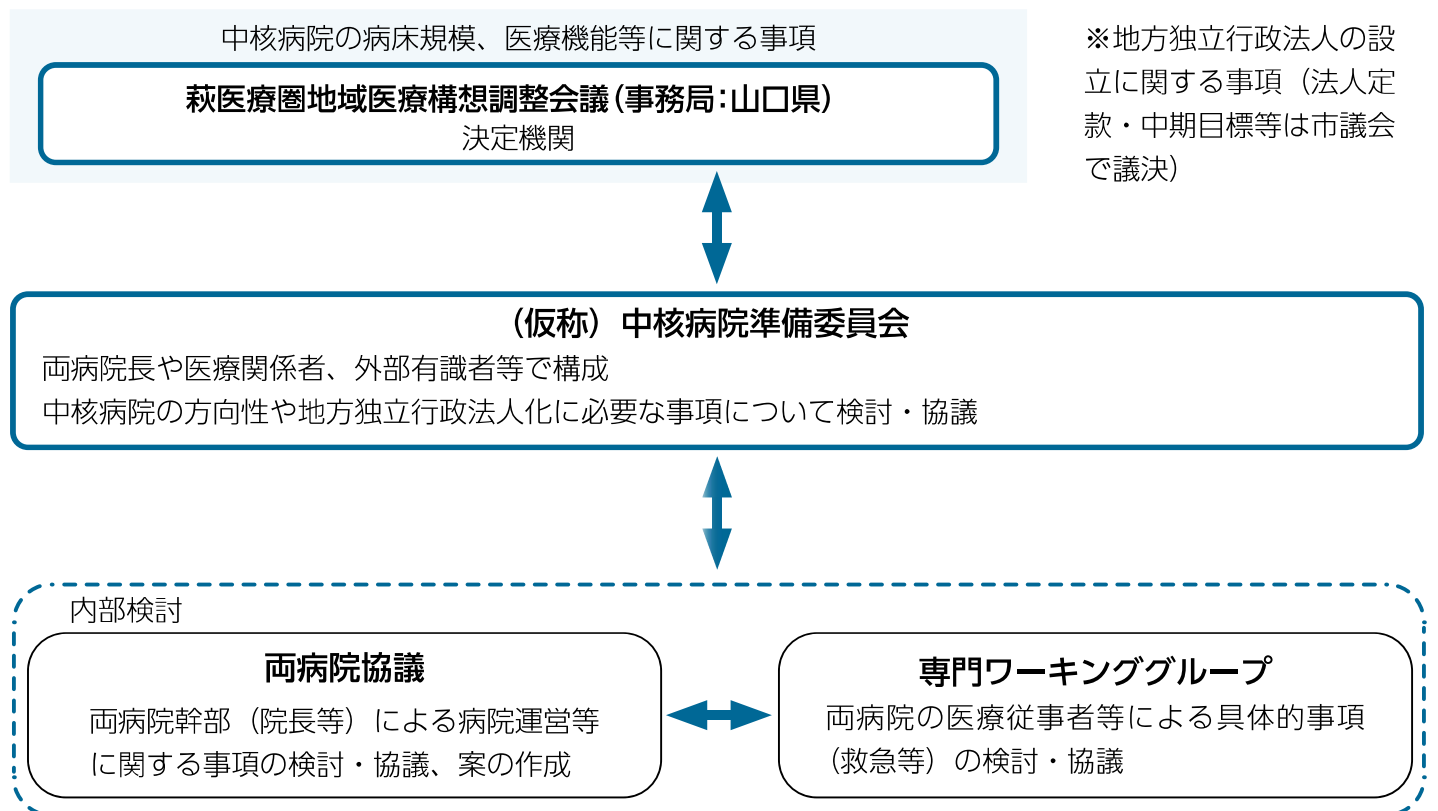 中核病院の病床規模、医療機能等に関する事項
萩医療圏地域医療構想調整会議（事務局：山口県）
決定機関
※地方独立行政法人の設
立に関する事項（法人定
款・中期目標等は市議会
で議決）
（仮称）中核病院準備委員会
両病院長や医療関係者、外部有識者等で構成
中核病院の方向性や地方独立行政法人化に必要な事項について検討・協議
内部検討
両病院協議
両病院幹部（院長等）による病院運営等
に関する事項の検討・協議、案の作成
専門ワーキンググループ
両病院の医療従事者等による具体的事項
（救急等）の検討・協議